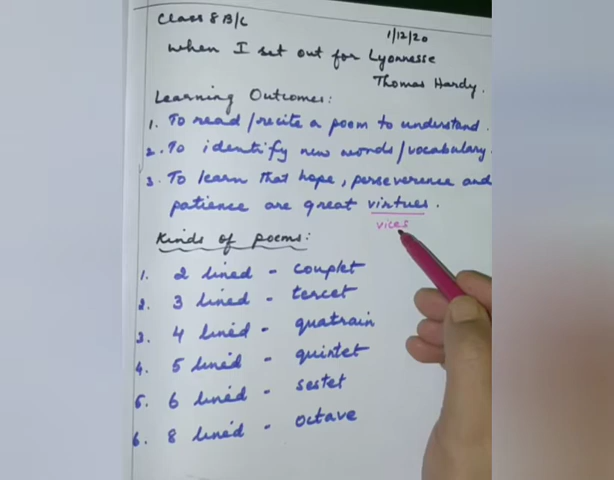 Class 8 B/C
1/12/20
When I set out for Lyonnesse
Thomas Hardy.
Learning Outcomes:
1. To read/recite a poem to understand.
2. To identify new words/vocabulary.
3. To learn that hope, perseverence and
patience are great virtues.
vices
Kinds of poems:
1. 2 lined - couplet
2. 3 lined - tercet
3. 4 lined - quatrain
4. 5 lined - quintet
5. 6 lined - sestet
6. 8 lined - octave